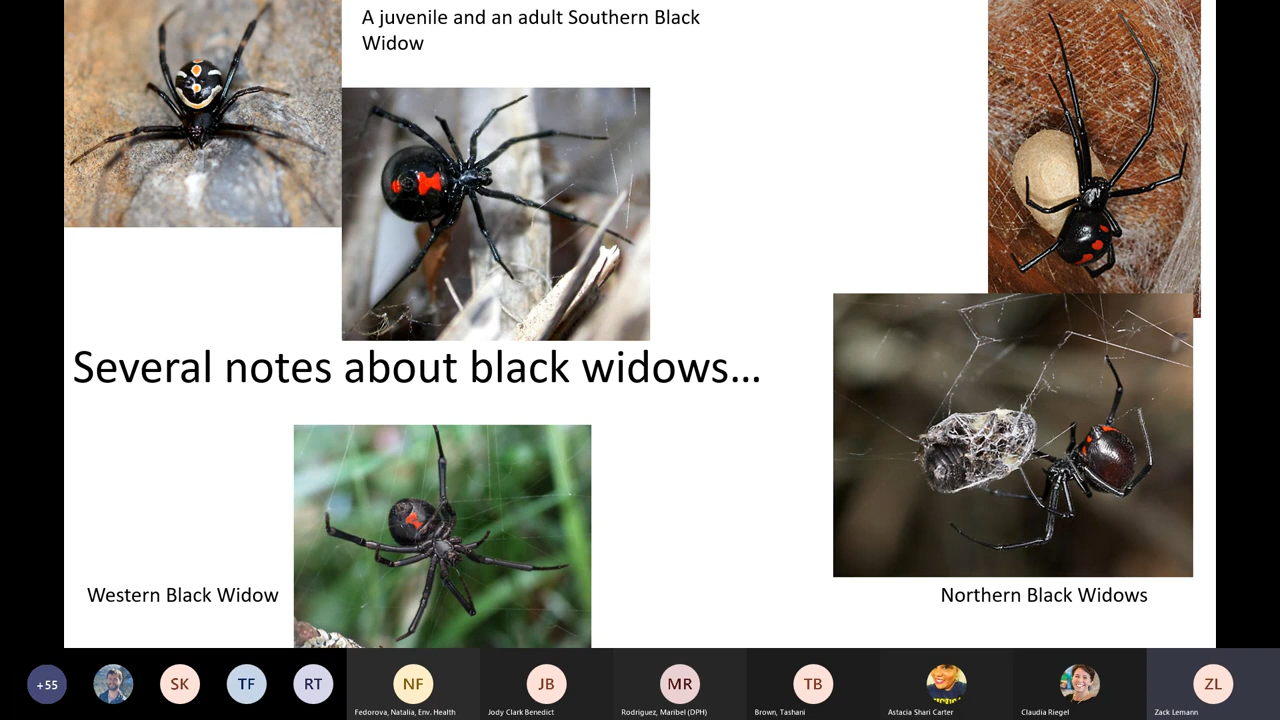 A juvenile and an adult Southern Black
Widow
Several notes about black widows...
Western Black Widow
Northern Black Widows
+55
SK
TF
RT
NF
JB
MR
TB
ZL
Fedorova, Natalia, Env. Health
Jody Clark Benedict
Rodriguez, Maribel (DPH)
Brown, Tashani
Astacia Shari Carter
Claudia Riegel
Zack Lemann